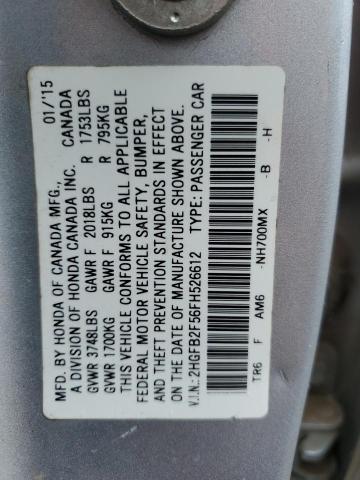 MFD. BY HONDA OF CANADA MFG., 01/'15
A DIVISION OF HONDA CANADA INC. CANADA
GVWR 3748LBS GAWR F 2018LBS R 1753LBS
GVWR 1700KG GAWR F 915KG R 795KG
THIS VEHICLE CONFORMS TO ALL APPLICABLE
FEDERAL MOTOR VEHICLE SAFETY, BUMPER,
AND THEFT PREVENTION STANDARDS IN EFFECT
ON THE DATE OF MANUFACTURE SHOWN ABOVE.
V.I.N.: 2HGFB2F56FH526612 TYPE: PASSENGER CAR
TR6 F AM6 -NH700MX -B -H